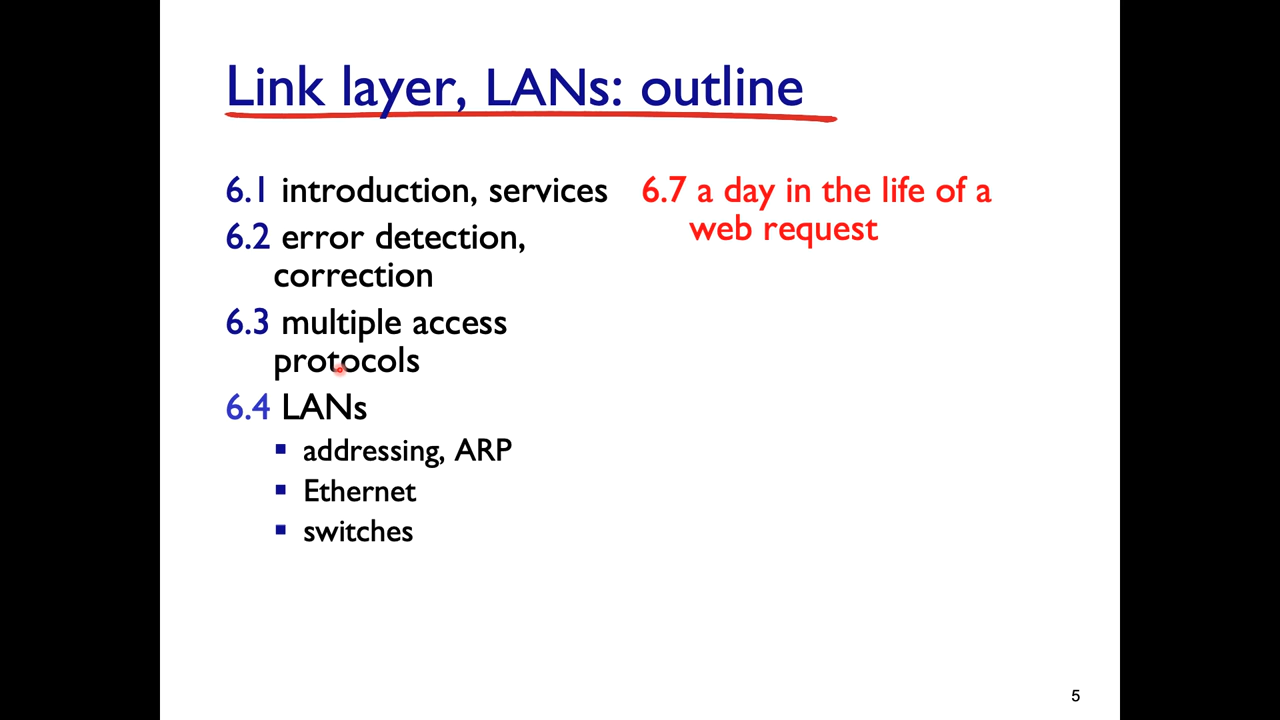 Link layer, LANs: outline
6.1 introduction, services
6.2 error detection,
correction
6.3 multiple access
protocols
6.4 LANs
▪ addressing, ARP
▪ Ethernet
▪ switches
6.7 a day in the life of a
web request
5